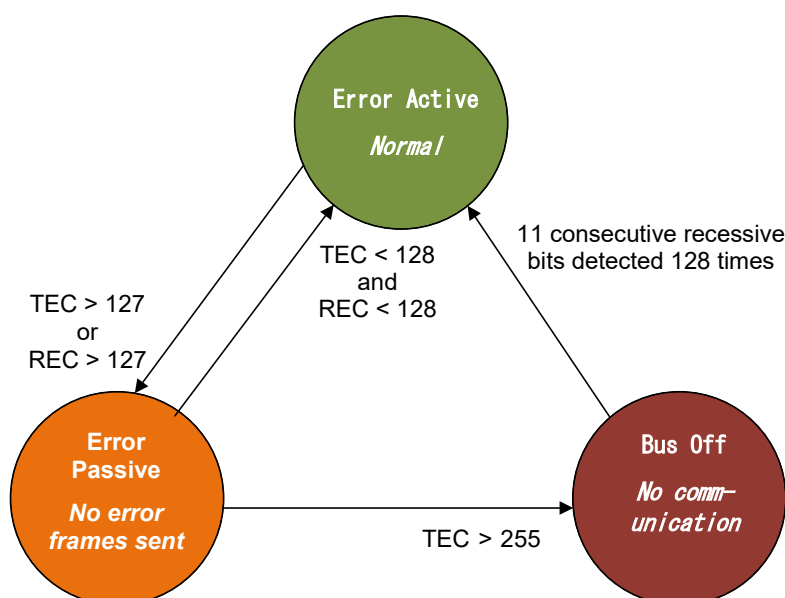 Error Active
Normal
11 consecutive recessive
bits detected 128 times
TEC < 128
and
REC < 128
TEC > 127
or
REC > 127
Error
Passive
No error
frames sent
Bus Off
No comm-
unication
TEC > 255